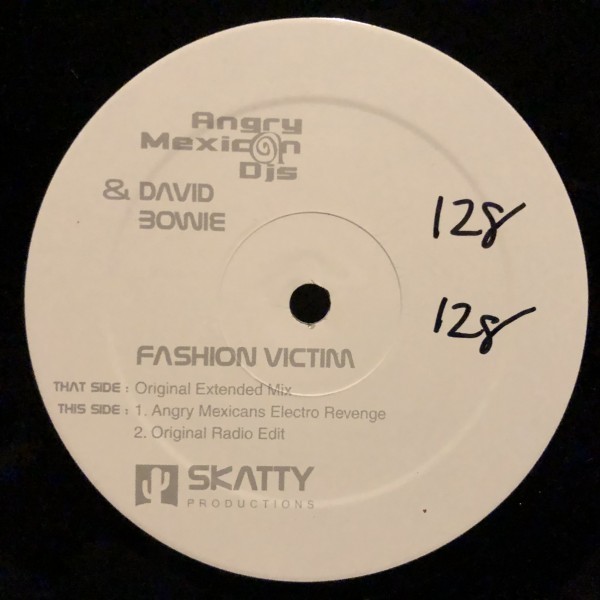 Angry
Mexican
Djs
& DAVID
BOWIE
128
128
FASHION VICTIM
THAT SIDE : Original Extended Mix
THIS SIDE : 1. Angry Mexicans Electro Revenge
2. Original Radio Edit
SKATTY
PRODUCTIONS